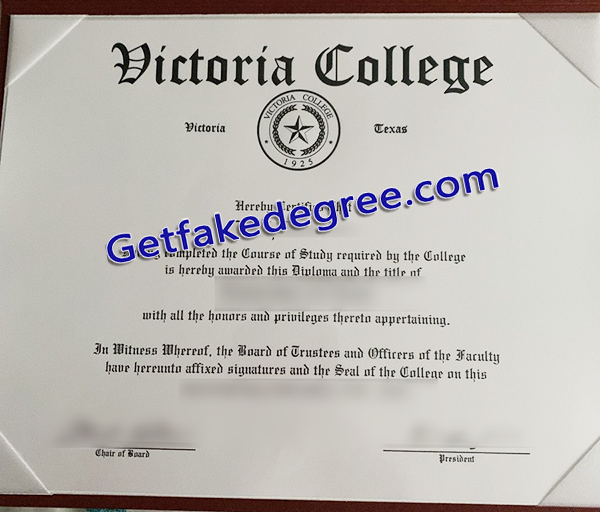 Victoria College
Victoria
VICTORIA COLLEGE
1925
Texas
Hereby
Getfakedegree.com
completed the Course of Study required by the College
is hereby awarded this Diploma and the title of
with all the honors and privileges thereto appertaining.
In Witness Whereof, the Board of Trustees and Officers of the Faculty
have hereunto affixed signatures and the Seal of the College on this
Chair of Board
President